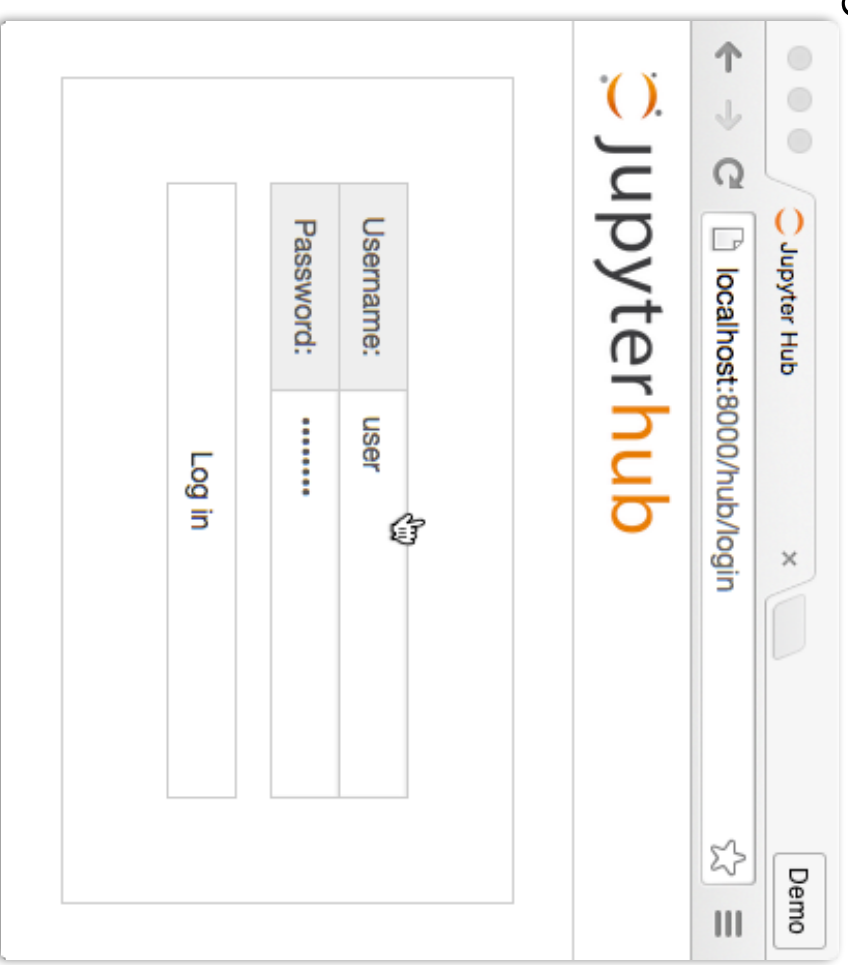 Jupyter Hub
Demo
localhost:8000/hub/login
jupyterhub
Username: user
Password: ••••••••
Log in